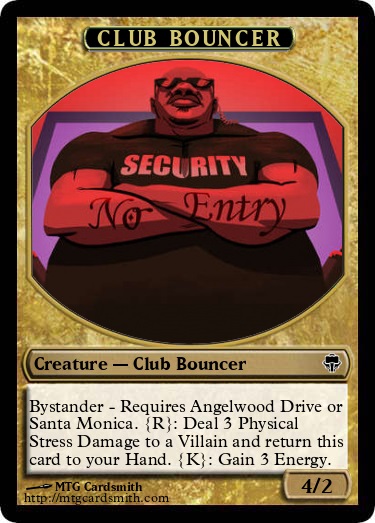 CLUB BOUNCER
SECURITY
No Entry
Creature — Club Bouncer
Bystander - Requires Angelwood Drive or
Santa Monica. {R}: Deal 3 Physical
Stress Damage to a Villain and return this
card to your Hand. {K}: Gain 3 Energy.
MTG Cardsmith
4/2
http://mtgcardsmith.com